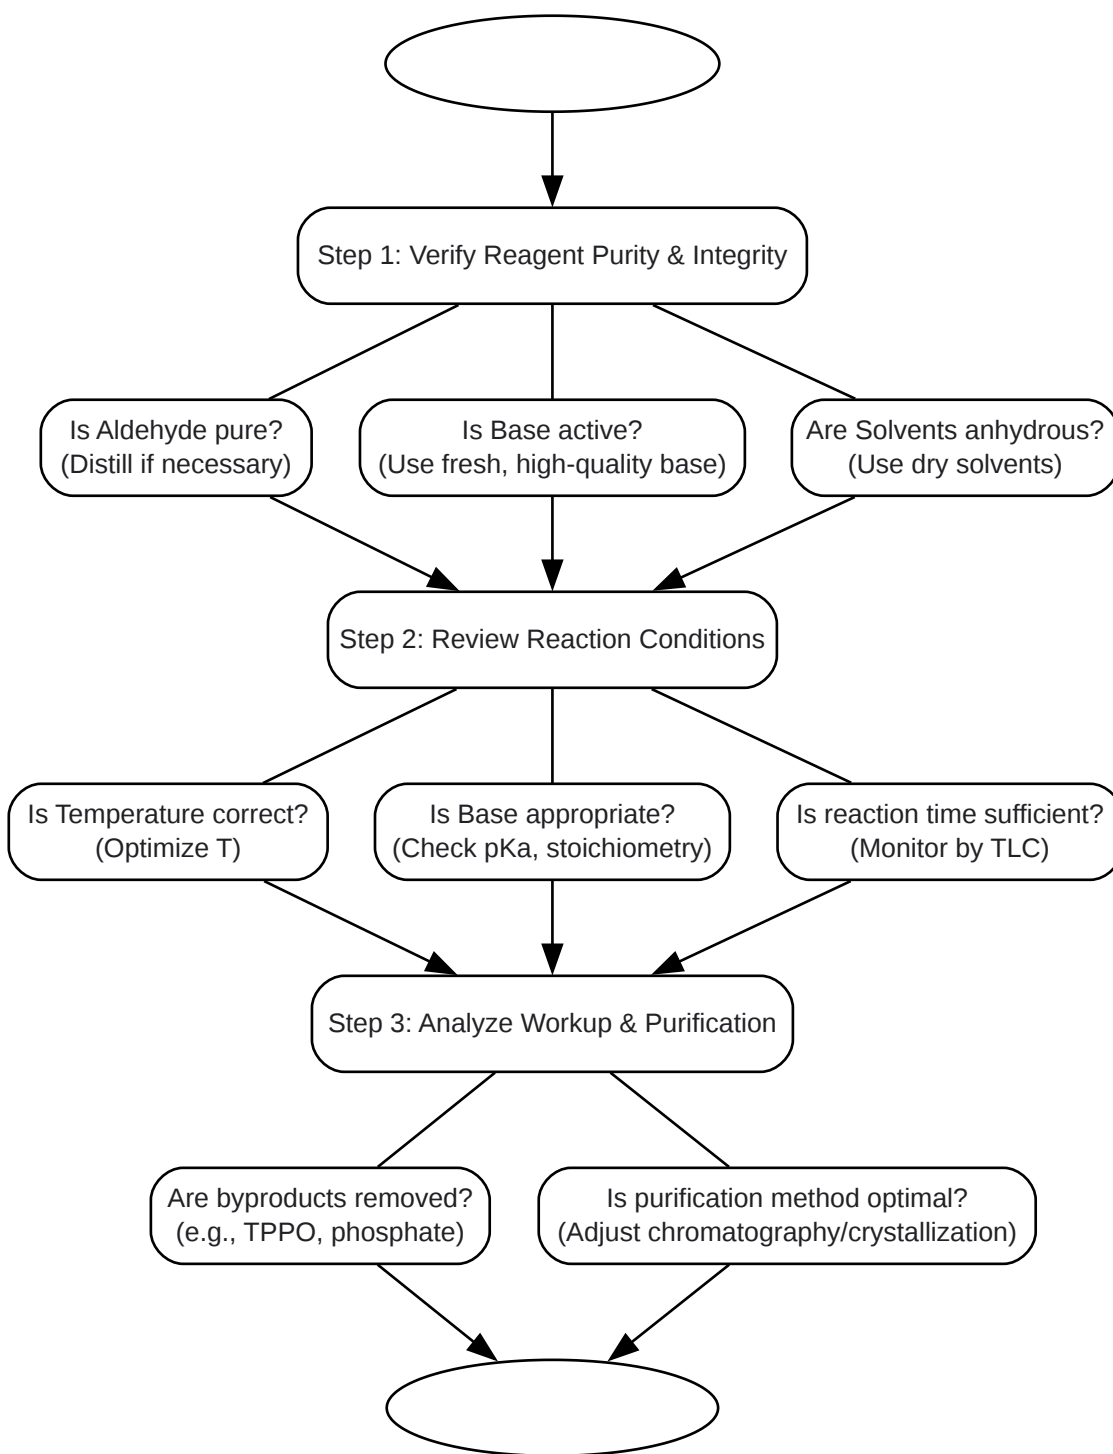 Step 1: Verify Reagent Purity & Integrity
Is Aldehyde pure?
(Distill if necessary)
Is Base active?
(Use fresh, high-quality base)
Are Solvents anhydrous?
(Use dry solvents)
Step 2: Review Reaction Conditions
Is Temperature correct?
(Optimize T)
Is Base appropriate?
(Check pKa, stoichiometry)
Is reaction time sufficient?
(Monitor by TLC)
Step 3: Analyze Workup & Purification
Are byproducts removed?
(e.g., TPPO, phosphate)
Is purification method optimal?
(Adjust chromatography/crystallization)